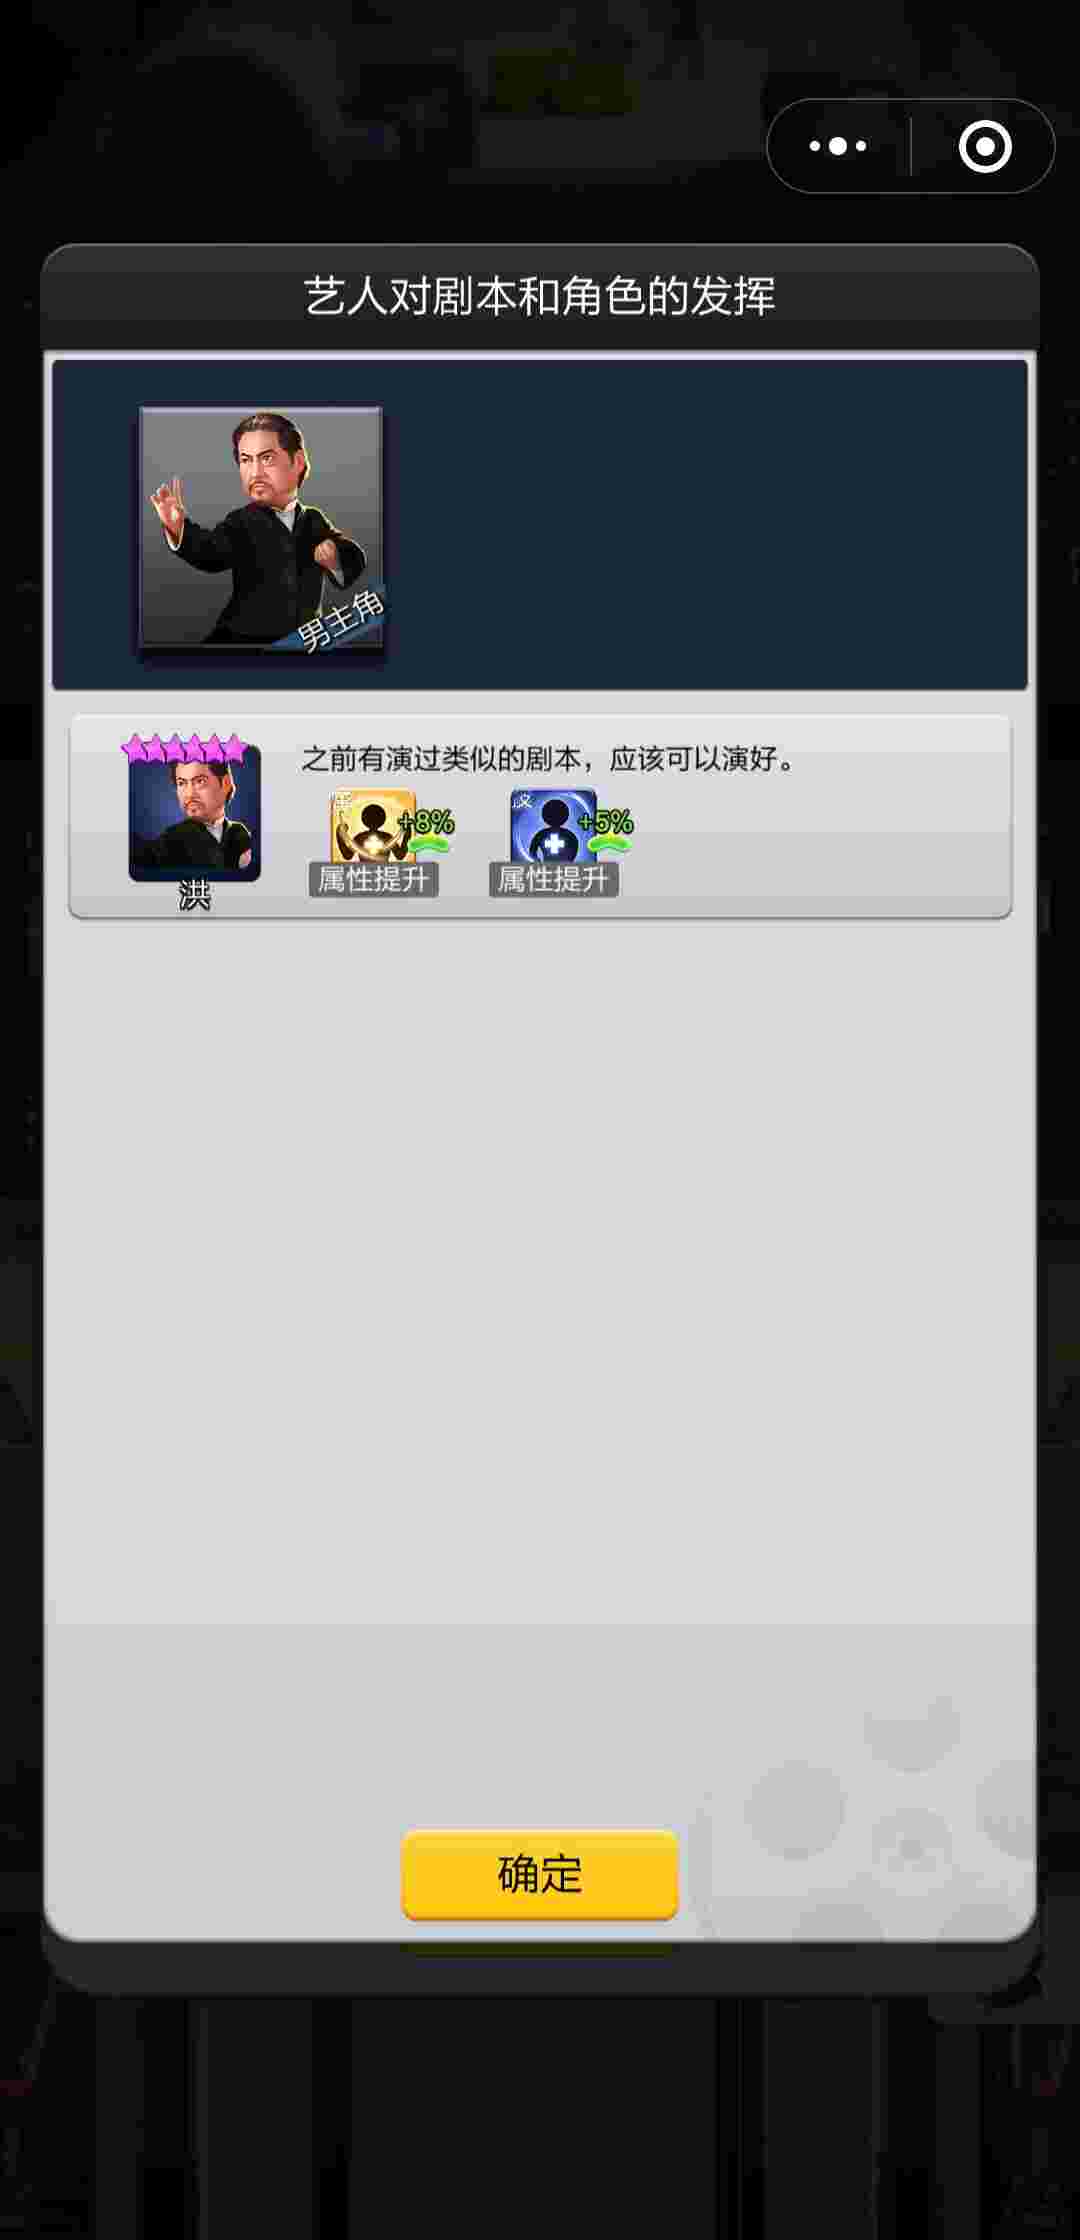 艺人对剧本和角色的发挥
男主角
之前有演过类似的剧本，应该可以演好。
+8%
+5%
属性提升
属性提升
洪
确定